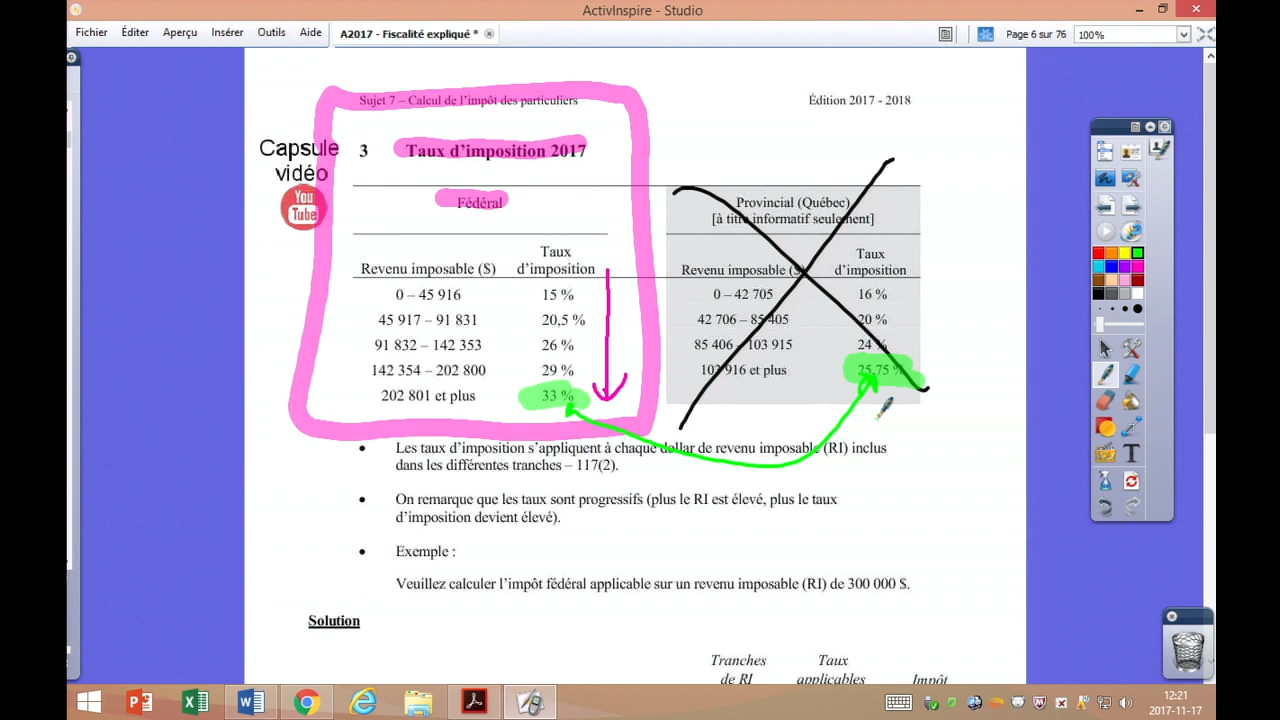 ActivInspire - Studio
Fichier Éditer Aperçu Insérer Outils Aide
A2017 - Fiscalité expliqué *
Page 6 sur 76
100%
Sujet 7 – Calcul de l'impôt des particuliers
Édition 2017 - 2018
Capsule vidéo
You Tube
3 Taux d'imposition 2017
Fédéral
Revenu imposable ($) Taux d'imposition
0 – 45 916 15 %
45 917 – 91 831 20,5 %
91 832 – 142 353 26 %
142 354 – 202 800 29 %
202 801 et plus 33 %
Provincial (Québec)
[à titre informatif seulement]
Revenu imposable ($) Taux d'imposition
0 – 42 705 16 %
42 706 – 85 405 20 %
85 406 – 103 915 24 %
103 916 et plus 25,75 %
• Les taux d'imposition s'appliquent à chaque dollar de revenu imposable (RI) inclus
dans les différentes tranches – 117(2).
• On remarque que les taux sont progressifs (plus le RI est élevé, plus le taux
d'imposition devient élevé).
• Exemple :
Veuillez calculer l'impôt fédéral applicable sur un revenu imposable (RI) de 300 000 $.
Solution
Tranches Taux
de RI applicables Impôt
12:21
2017-11-17